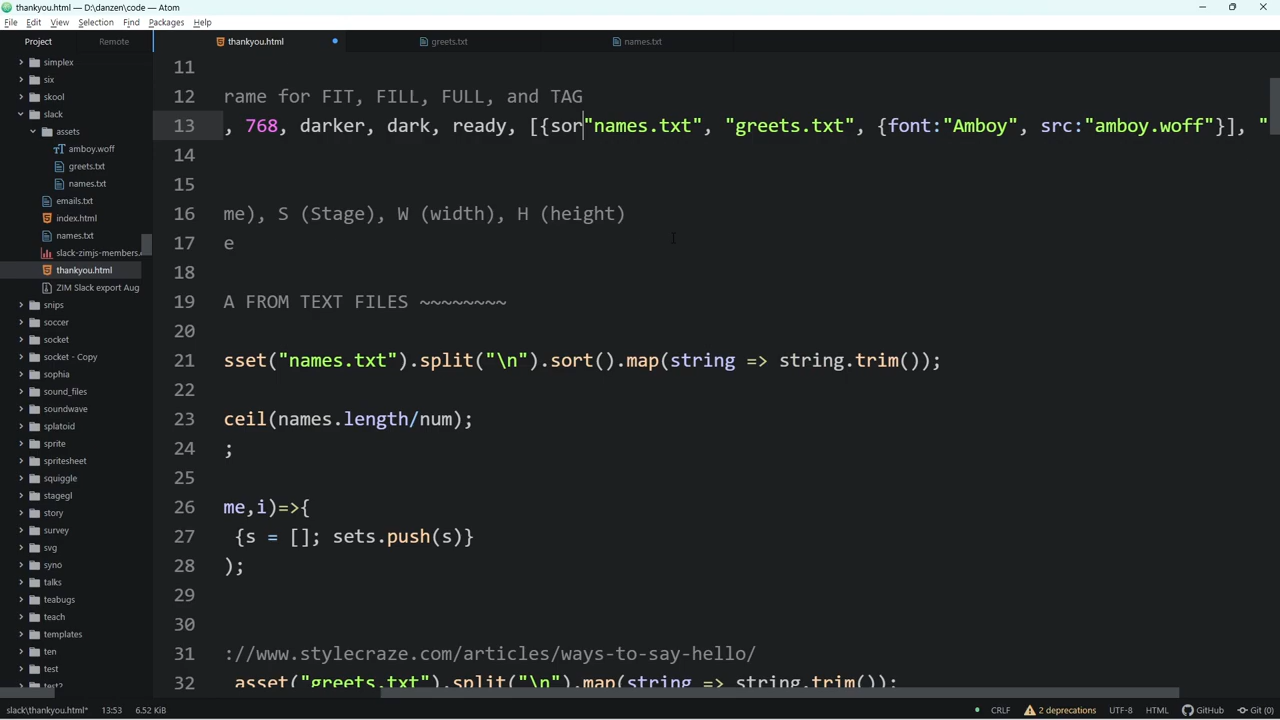 thankyou.html — D:\danzen\code — Atom
File Edit View Selection Find Packages Help
Project Remote thankyou.html greets.txt names.txt
simplex
six
skool
slack
assets
amboy.woff
greets.txt
names.txt
emails.txt
index.html
names.txt
slack-zimjs-members.
thankyou.html
ZIM Slack export Aug
snips
soccer
socket
socket - Copy
sophia
sound_files
soundwave
splatoid
sprite
spritesheet
squiggle
stagegl
story
survey
svg
syno
talks
teabugs
teach
templates
ten
test
test2
11
12 rame for FIT, FILL, FULL, and TAG
13 , 768, darker, dark, ready, [{sor"names.txt", "greets.txt", {font:"Amboy", src:"amboy.woff"}], "
14
15
16 me), S (Stage), W (width), H (height)
17 e
18
19 A FROM TEXT FILES ~~~~~~~~
20
21 sset("names.txt").split("\n").sort().map(string => string.trim());
22
23 ceil(names.length/num);
24 ;
25
26 me,i)=>{
27 {s = []; sets.push(s)}
28 );
29
30
31 ://www.stylecraze.com/articles/ways-to-say-hello/
32 asset("greets.txt").split("\n").map(string => string.trim());
slack\thankyou.html* 13:53 6.52 KiB CRLF 2 deprecations UTF-8 HTML GitHub Git (0)